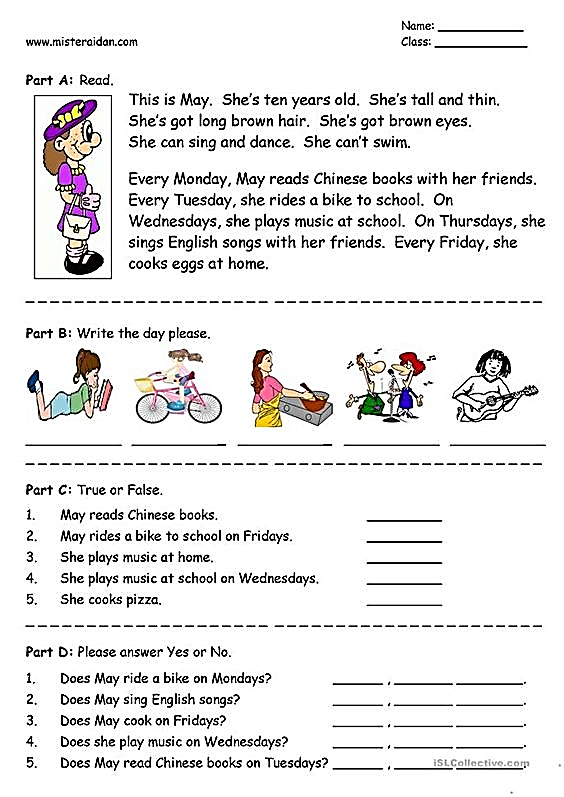 Name: ____________
www.misteraidan.com
Class: ____________
Part A: Read.
This is May. She's ten years old. She's tall and thin.
She's got long brown hair. She's got brown eyes.
She can sing and dance. She can't swim.
Every Monday, May reads Chinese books with her friends.
Every Tuesday, she rides a bike to school. On
Wednesdays, she plays music at school. On Thursdays, she
sings English songs with her friends. Every Friday, she
cooks eggs at home.
Part B: Write the day please.
Part C: True or False.
1. May reads Chinese books. __________
2. May rides a bike to school on Fridays. __________
3. She plays music at home. __________
4. She plays music at school on Wednesdays. __________
5. She cooks pizza. __________
Part D: Please answer Yes or No.
1. Does May ride a bike on Mondays? ______ , ______ ________.
2. Does May sing English songs? ______ , ______ ________.
3. Does May cook on Fridays? ______ , ______ ________.
4. Does she play music on Wednesdays? ______ , ______ ________.
5. Does May read Chinese books on Tuesdays? ______ , ______ ________.
iSLCollective.com